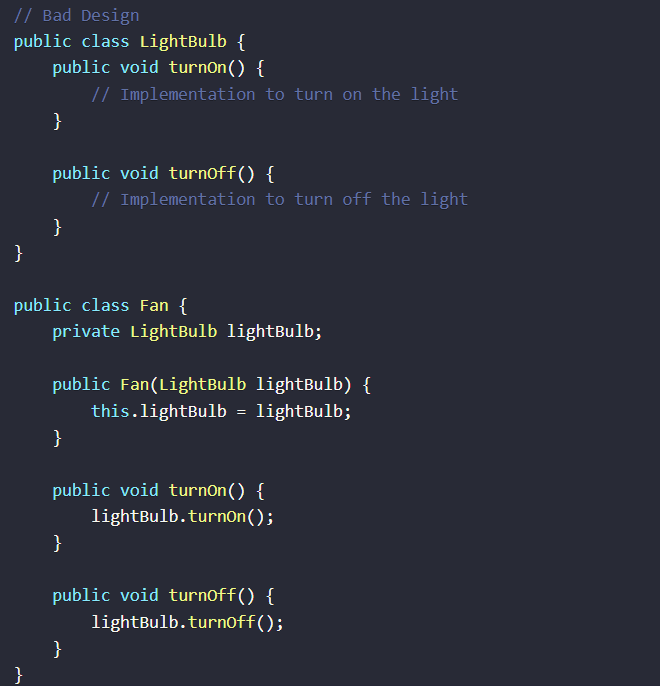 // Bad Design
public class LightBulb {
    public void turnOn() {
        // Implementation to turn on the light
    }

    public void turnOff() {
        // Implementation to turn off the light
    }
}

public class Fan {
    private LightBulb lightBulb;

    public Fan(LightBulb lightBulb) {
        this.lightBulb = lightBulb;
    }

    public void turnOn() {
        lightBulb.turnOn();
    }

    public void turnOff() {
        lightBulb.turnOff();
    }
}